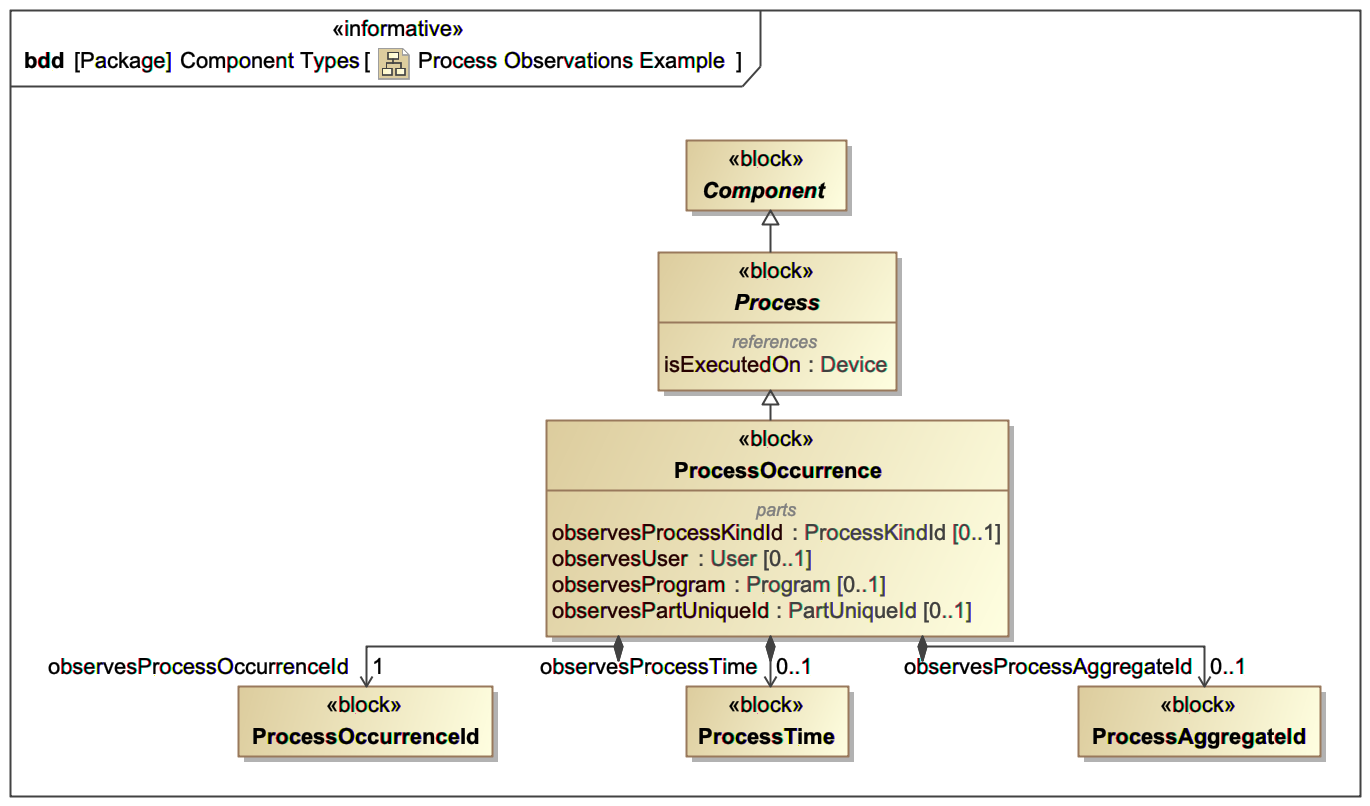 «informative»
bdd [Package] Component Types [ Process Observations Example ]
«block»
Component
«block»
Process
references
isExecutedOn : Device
«block»
ProcessOccurrence
parts
observesProcessKindId : ProcessKindId [0..1]
observesUser : User [0..1]
observesProgram : Program [0..1]
observesPartUniqueId : PartUniqueId [0..1]
observesProcessOccurrenceId 1
observesProcessTime 0..1
observesProcessAggregateId 0..1
«block»
ProcessOccurrenceId
«block»
ProcessTime
«block»
ProcessAggregateId